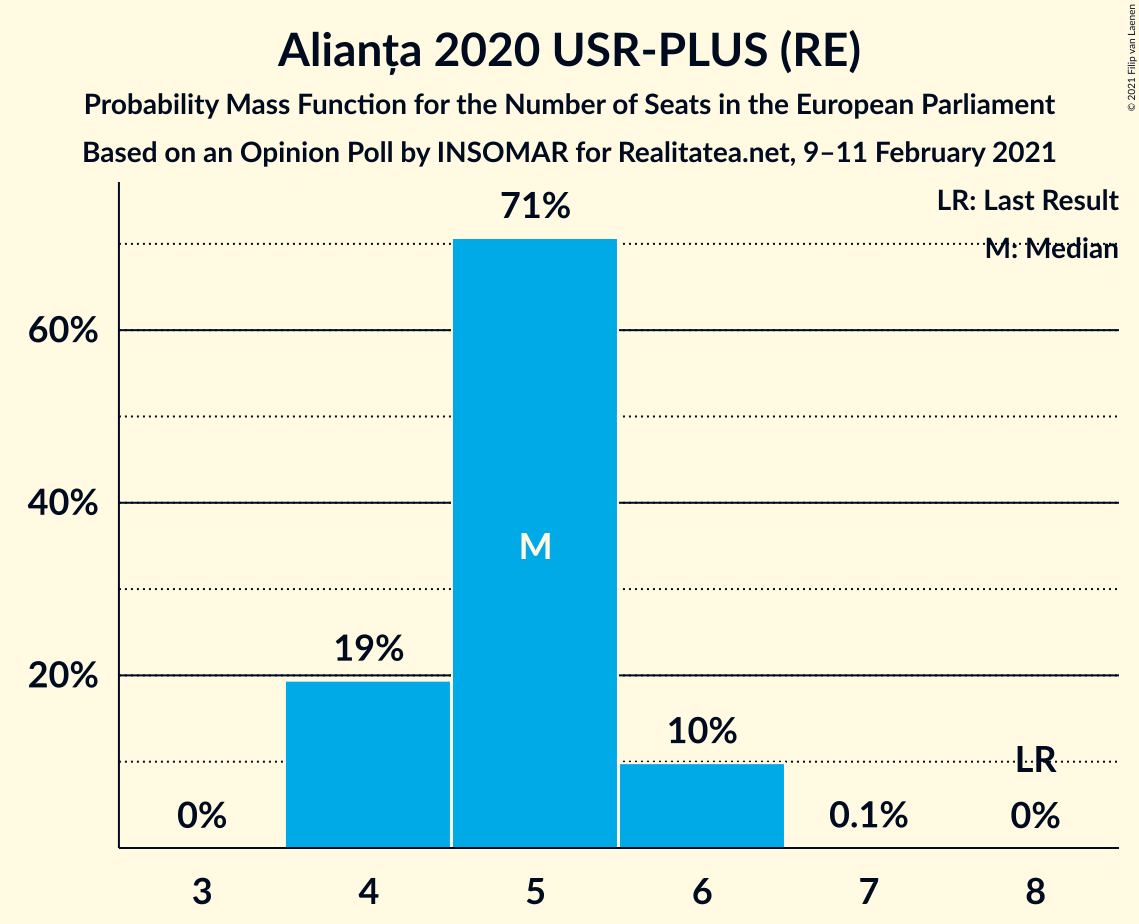 Alianța 2020 USR-PLUS (RE)
Probability Mass Function for the Number of Seats in the European Parliament
Based on an Opinion Poll by INSOMAR for Realitatea.net, 9–11 February 2021
© 2021 Filip van Laenen
LR: Last Result
M: Median
71%
60%
40%
M
19%
20%
10%
LR
0%
0.1%
0%
3 4 5 6 7 8